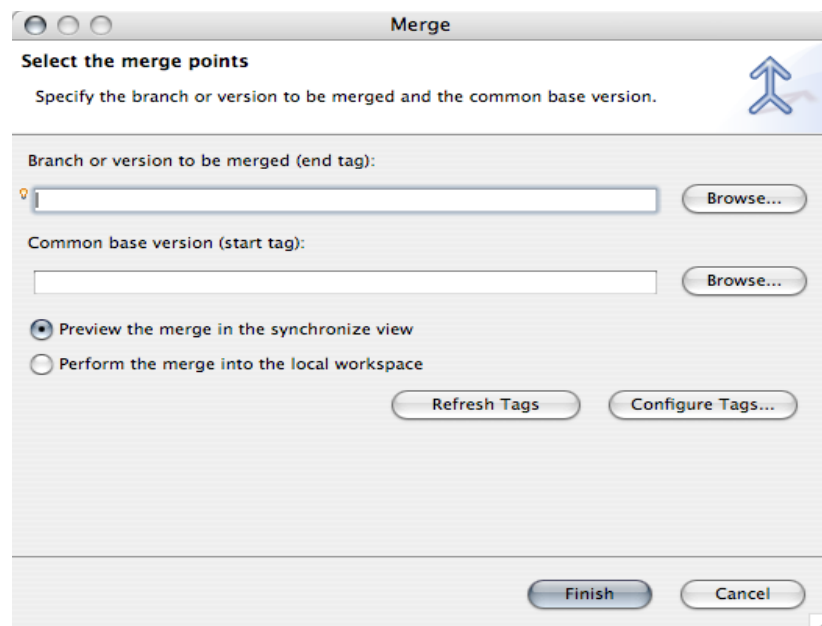 Merge
Select the merge points
Specify the branch or version to be merged and the common base version.
Branch or version to be merged (end tag):
Browse...
Common base version (start tag):
Browse...
Preview the merge in the synchronize view
Perform the merge into the local workspace
Refresh Tags Configure Tags...
Finish Cancel